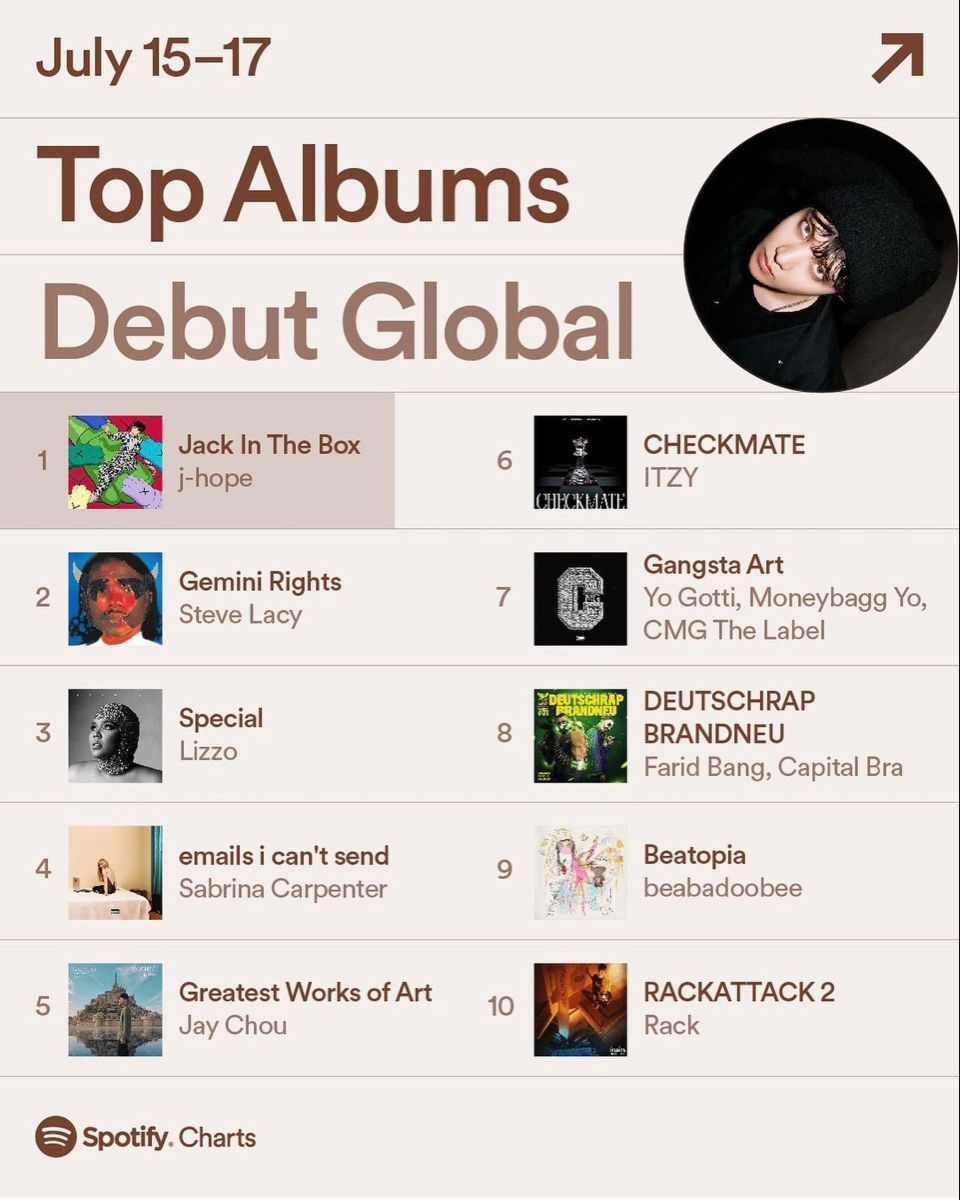 July 15–17
Top Albums
Debut Global
1
Jack In The Box
j-hope
2
Gemini Rights
Steve Lacy
3
Special
Lizzo
4
emails i can't send
Sabrina Carpenter
5
Greatest Works of Art
Jay Chou
6
CHECKMATE
CHECKMATE
ITZY
7
Gangsta Art
Yo Gotti, Moneybagg Yo,
CMG The Label
8
DEUTSCHRAP
BRANDNEU
DEUTSCHRAP
BRANDNEU
Farid Bang, Capital Bra
9
Beatopia
beabadoobee
10
RACKATTACK 2
Rack
Spotify® Charts